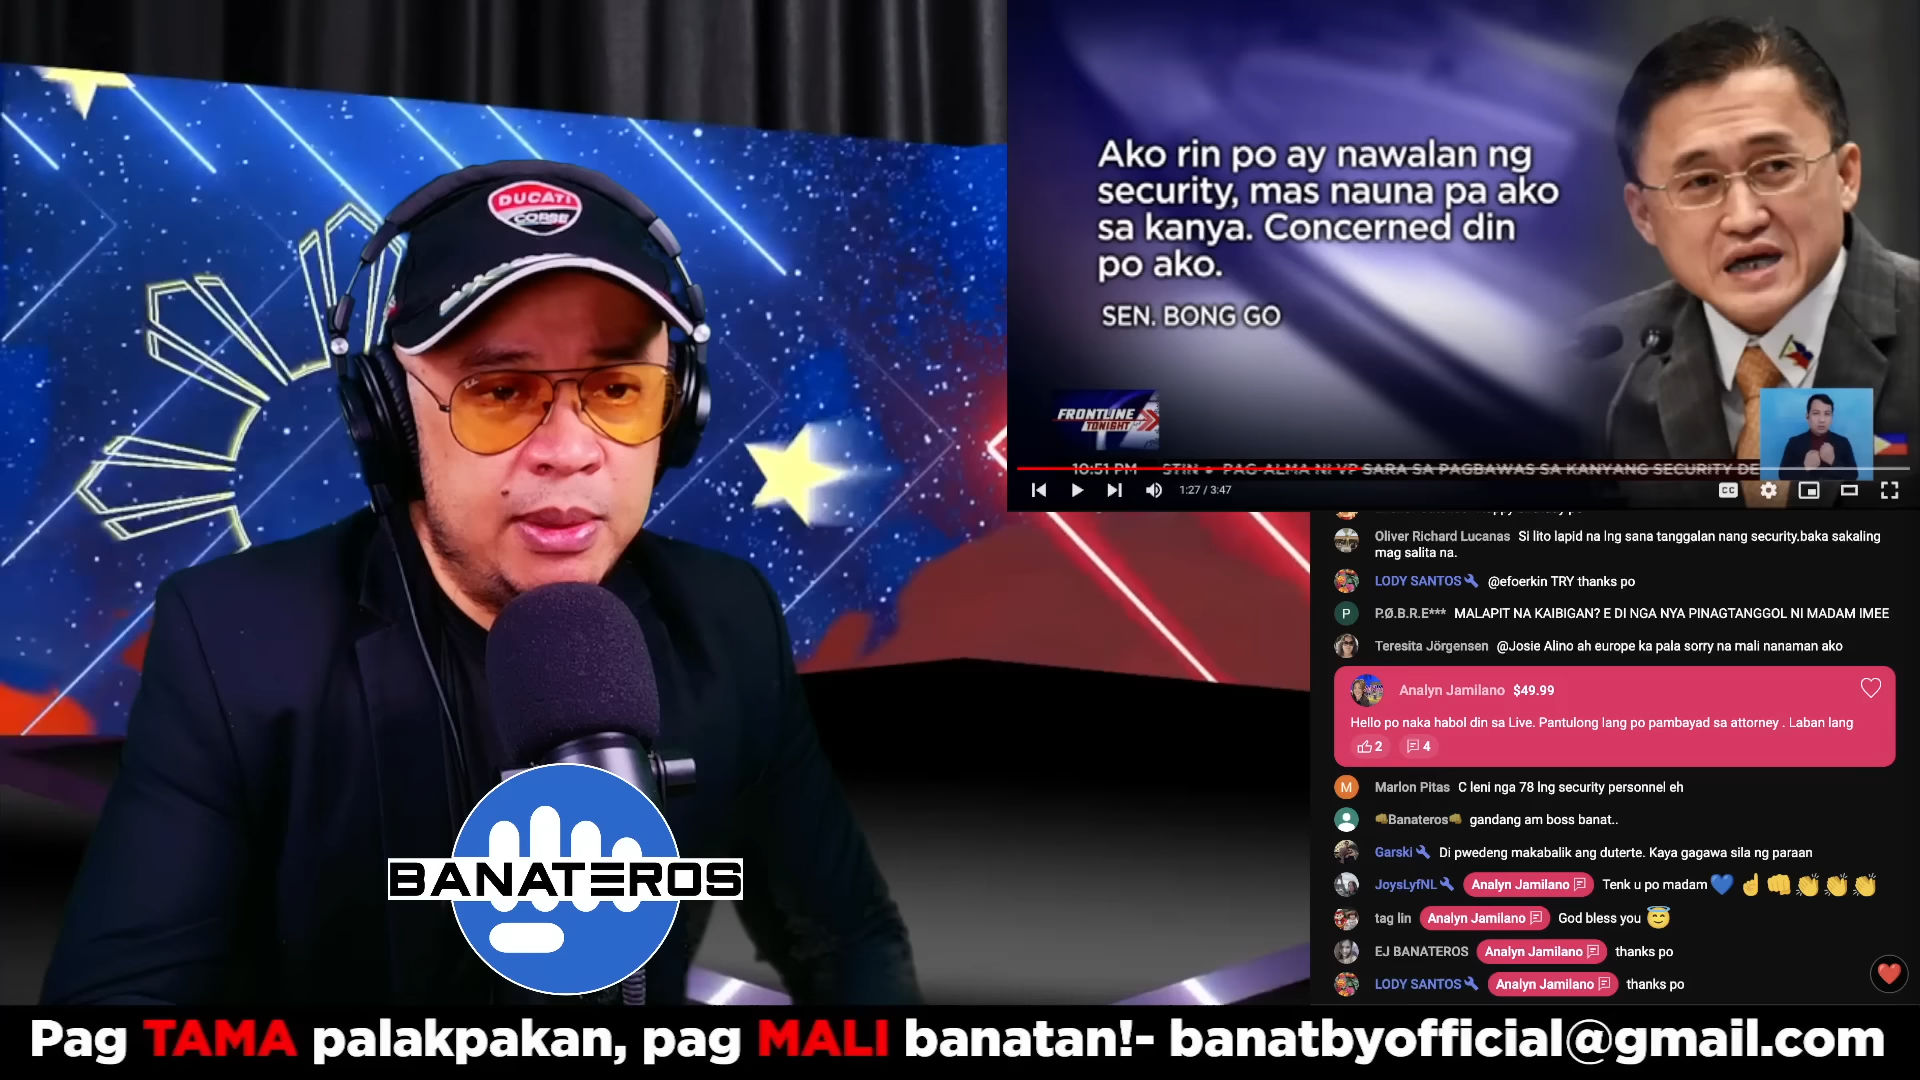 DUCATI
CORSE
Ako rin po ay nawalan ng
security, mas nauna pa ako
sa kanya. Concerned din
po ako.
SEN. BONG GO
FRONTLINE
TONIGHT
10:51 PM STIN • PAG-ALMA NI VP SARA SA PAGBAWAS SA KANYANG SECURITY DE
1:27 / 3:47
CC
Oliver Richard Lucanas Si lito lapid na lng sana tanggalan nang security.baka sakaling
mag salita na.
LODY SANTOS @efoerkin TRY thanks po
P P.Ø.B.R.E*** MALAPIT NA KAIBIGAN? E DI NGA NYA PINAGTANGGOL NI MADAM IMEE
Teresita Jörgensen @Josie Alino ah europe ka pala sorry na mali nanaman ako
Analyn Jamilano $49.99
Hello po naka habol din sa Live. Pantulong lang po pambayad sa attorney . Laban lang
2 4
M Marlon Pitas C leni nga 78 lng security personnel eh
👊Banateros👊 gandang am boss banat..
Garski Di pwedeng makabalik ang duterte. Kaya gagawa sila ng paraan
JoysLyfNL Analyn Jamilano Tenk u po madam 💙☝👊👏👏👏
tag lin Analyn Jamilano God bless you 😇
EJ BANATEROS Analyn Jamilano thanks po
LODY SANTOS Analyn Jamilano thanks po
BANATEROS
Pag TAMA palakpakan, pag MALI banatan!- banatbyofficial@gmail.com